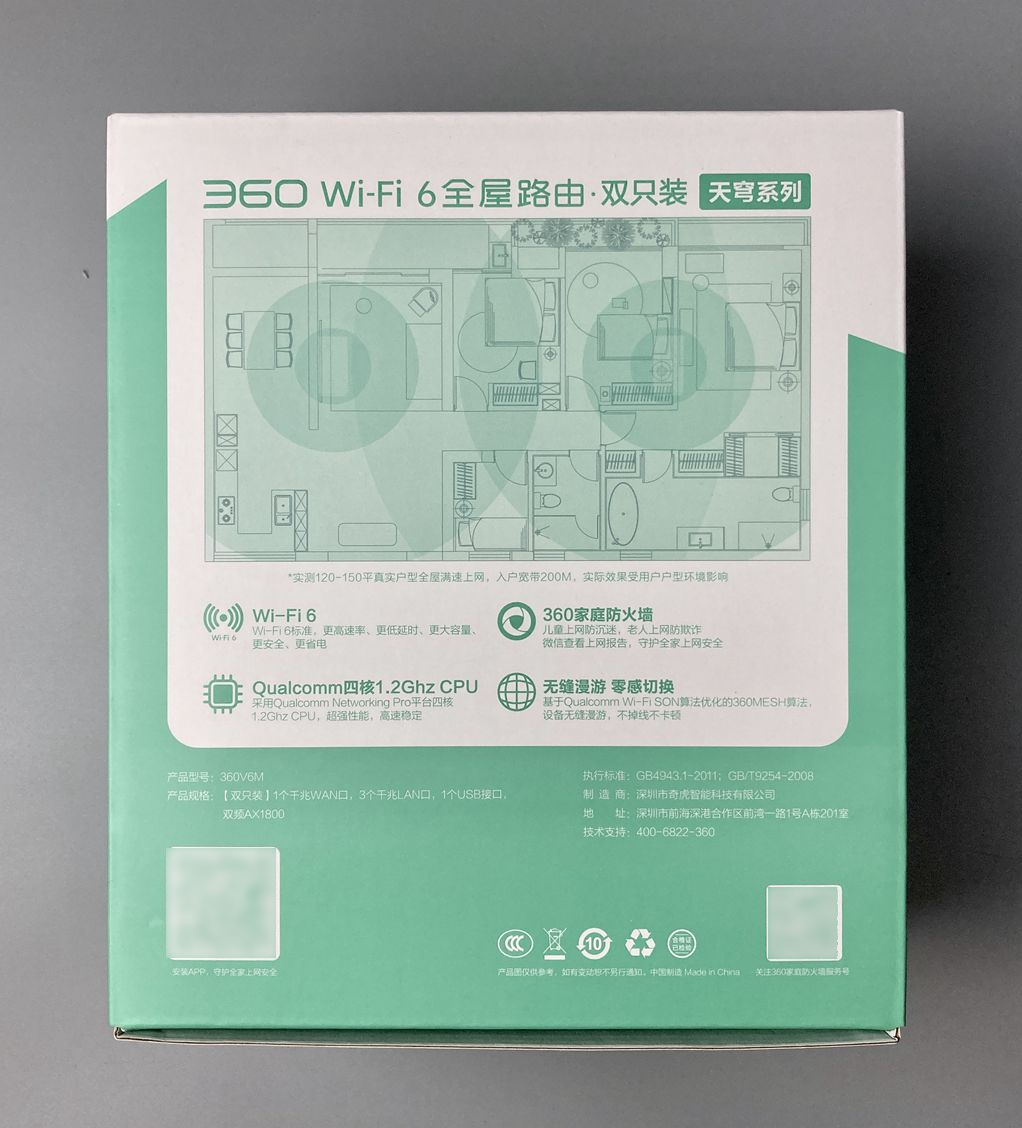 360 Wi-Fi 6全屋路由·双只装 天穹系列
*实测120-150平真实户型全屋满速上网，入户宽带200M，实际效果受用户户型环境影响
Wi-Fi 6
Wi-Fi 6
Wi-Fi 6标准，更高速率、更低延时、更大容量、
更安全、更省电
360家庭防火墙
儿童上网防沉迷，老人上网防欺诈
微信查看上网报告，守护全家上网安全
Qualcomm四核1.2Ghz CPU
采用Qualcomm Networking Pro平台四核
1.2Ghz CPU，超强性能，高速稳定
无缝漫游 零感切换
基于Qualcomm Wi-Fi SON算法优化的360MESH算法，
设备无缝漫游，不掉线不卡顿
产品型号：360V6M
产品规格：【双只装】1个千兆WAN口，3个千兆LAN口，1个USB接口，
双频AX1800
执行标准：GB4943.1-2011；GB/T9254-2008
制 造 商：深圳市奇虎智能科技有限公司
地 址：深圳市前海深港合作区前湾一路1号A栋201室
技术支持：400-6822-360
安装APP，守护全家上网安全
CCC
10
合格证
已检验
产品图仅供参考，如有变动恕不另行通知。中国制造 Made in China
关注360家庭防火墙服务号